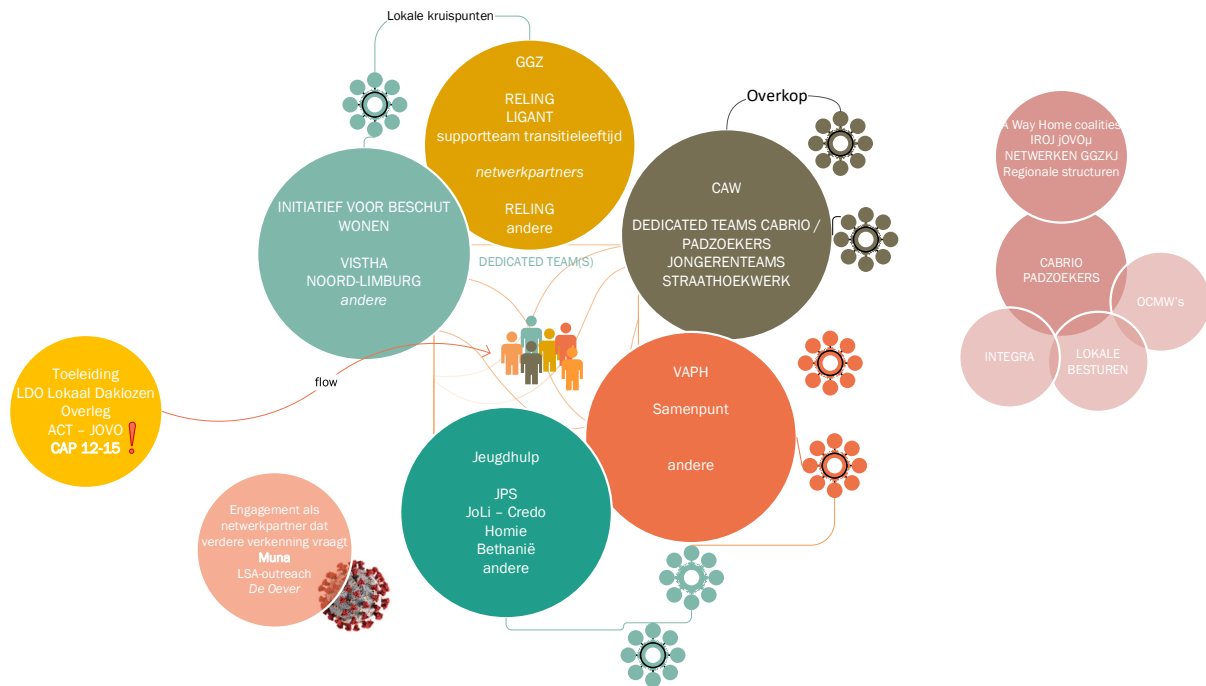 Lokale kruispunten
GGZ
RELING
LIGANT
supportteam transitieleeftijd
netwerkpartners
RELING
andere
Overkop
INITIATIEF VOOR BESCHUT
WONEN
VISTHA
NOORD-LIMBURG
andere
CAW
DEDICATED TEAMS CABRIO /
PADZOEKERS
JONGERENTEAMS
STRAATHOEKWERK
DEDICATED TEAM(S)
Toeleiding
LDO Lokaal Daklozen
Overleg
ACT – JOVO
CAP 12-15
flow
VAPH
Samenpunt
andere
Jeugdhulp
JPS
JoLi – Credo
Homie
Bethanië
andere
Engagement als
netwerkpartner dat
verdere verkenning vraagt
Muna
LSA-outreach
De Oever
A Way Home coalities
IROJ jOVOµ
NETWERKEN GGZKJ
Regionale structuren
CABRIO
PADZOEKERS
OCMW's
INTEGRA
LOKALE
BESTUREN